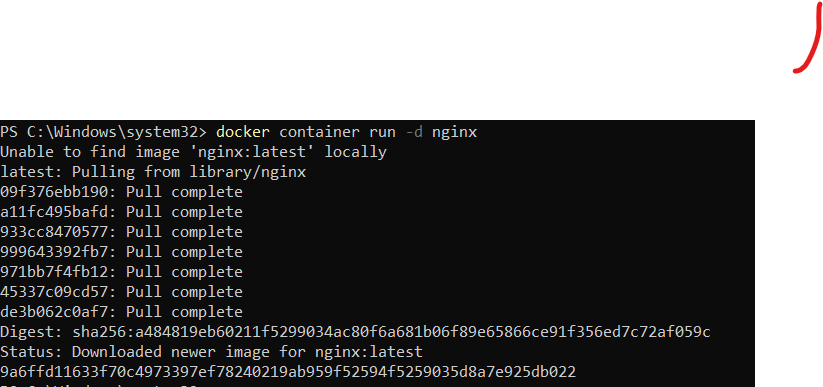 PS C:\Windows\system32> docker container run -d nginx
Unable to find image 'nginx:latest' locally
latest: Pulling from library/nginx
09f376ebb190: Pull complete
a11fc495bafd: Pull complete
933cc8470577: Pull complete
999643392fb7: Pull complete
971bb7f4fb12: Pull complete
45337c09cd57: Pull complete
de3b062c0af7: Pull complete
Digest: sha256:a484819eb60211f5299034ac80f6a681b06f89e65866ce91f356ed7c72af059c
Status: Downloaded newer image for nginx:latest
9a6ffd11633f70c4973397ef78240219ab959f52594f5259035d8a7e925db022